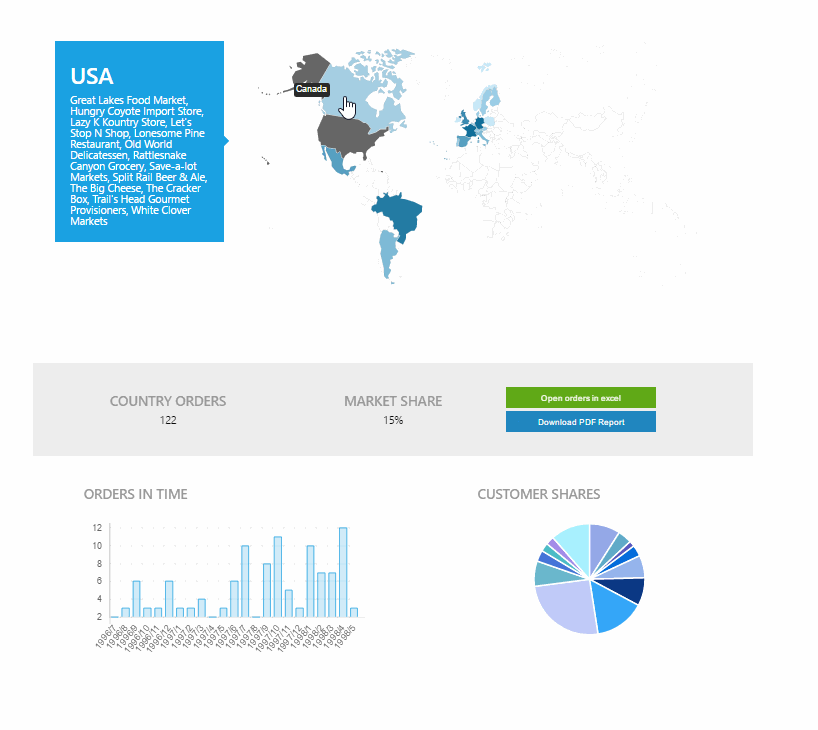 USA
Great Lakes Food Market,
Hungry Coyote Import Store,
Lazy K Kountry Store, Let's
Stop N Shop, Lonesome Pine
Restaurant, Old World
Delicatessen, Rattlesnake
Canyon Grocery, Save-a-lot
Markets, Split Rail Beer & Ale,
The Big Cheese, The Cracker
Box, Trail's Head Gourmet
Provisioners, White Clover
Markets
Canada
COUNTRY ORDERS
122
MARKET SHARE
15%
Open orders in excel
Download PDF Report
ORDERS IN TIME
12
10
8
6
4
2
1996/7
1996/8
1996/9
1996/10
1996/11
1996/12
1997/1
1997/2
1997/3
1997/4
1997/5
1997/6
1997/7
1997/8
1997/9
1997/10
1997/11
1997/12
1998/1
1998/2
1998/3
1998/4
1998/5
CUSTOMER SHARES